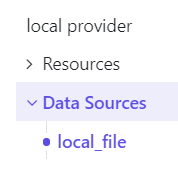 local provider
Resources
Data Sources
local_file